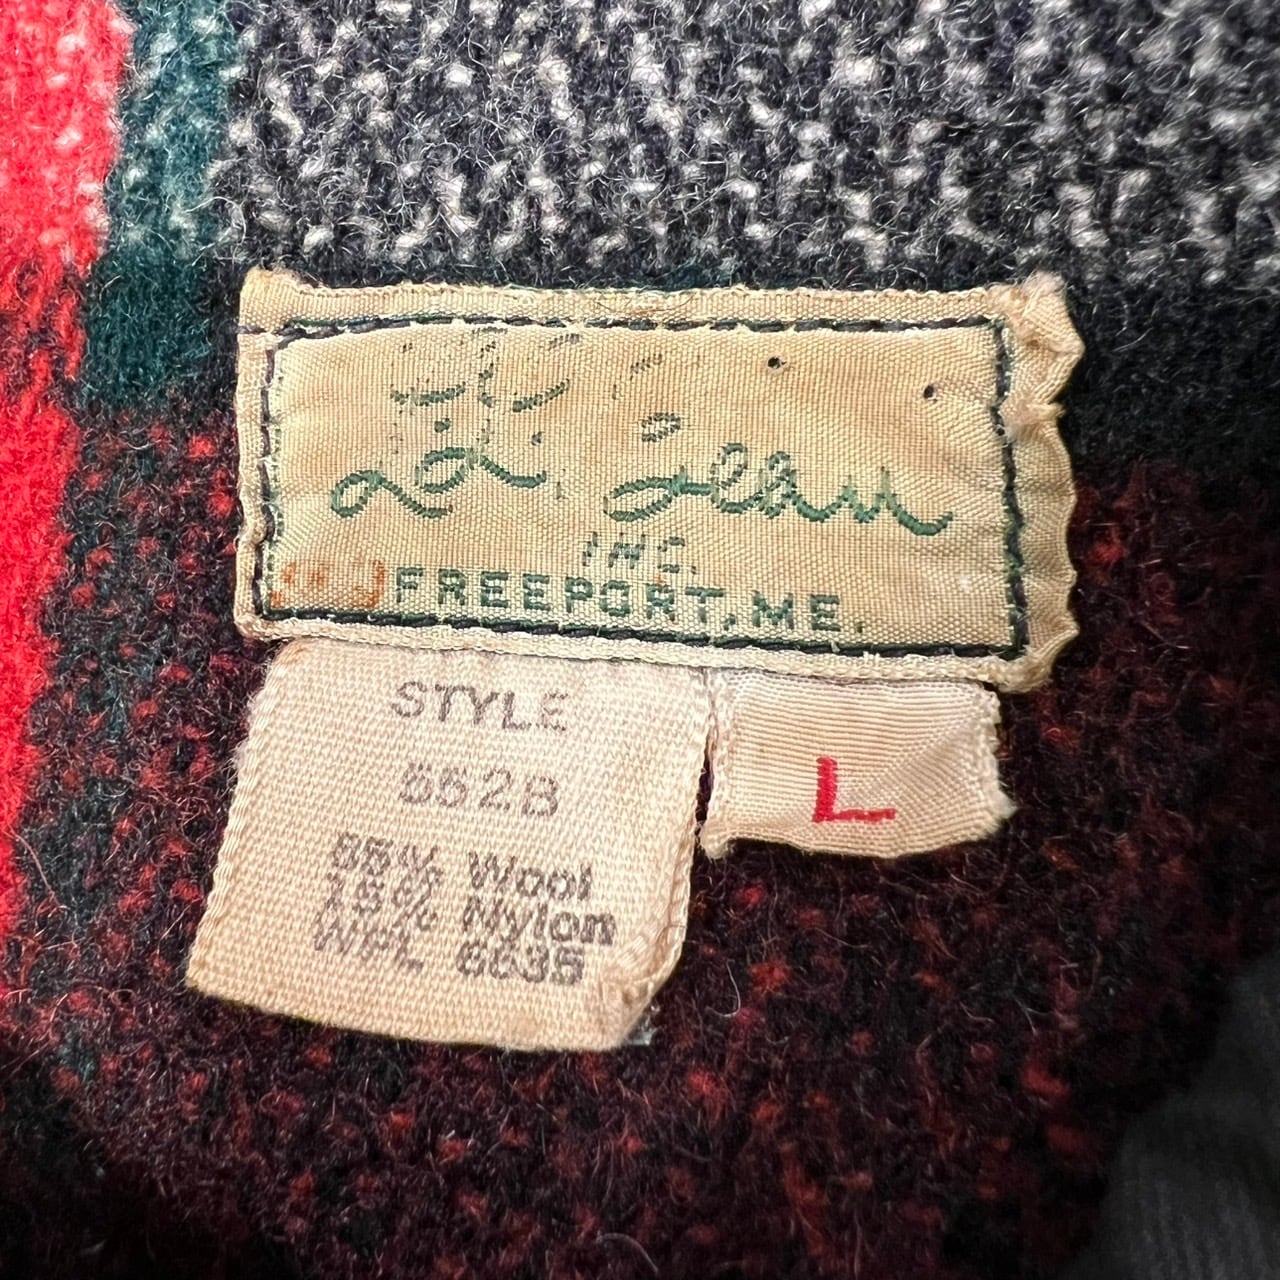 L. L. Bean
INC.
FREEPORT, ME.
STYLE
552B
L
85% Wool
15% Nylon
WPL 6635